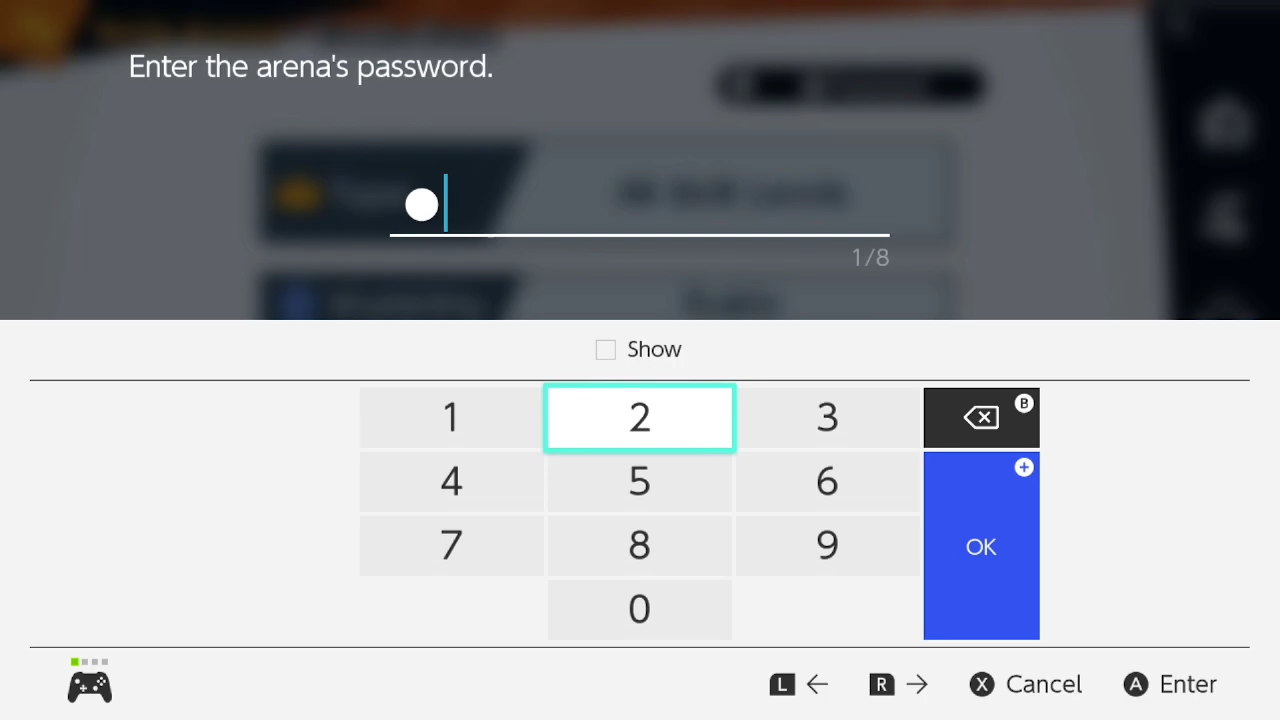 Enter the arena's password.
1/8
Show
1 2 3 B
4 5 6 +
7 8 9 OK
0
L ← R → X Cancel A Enter